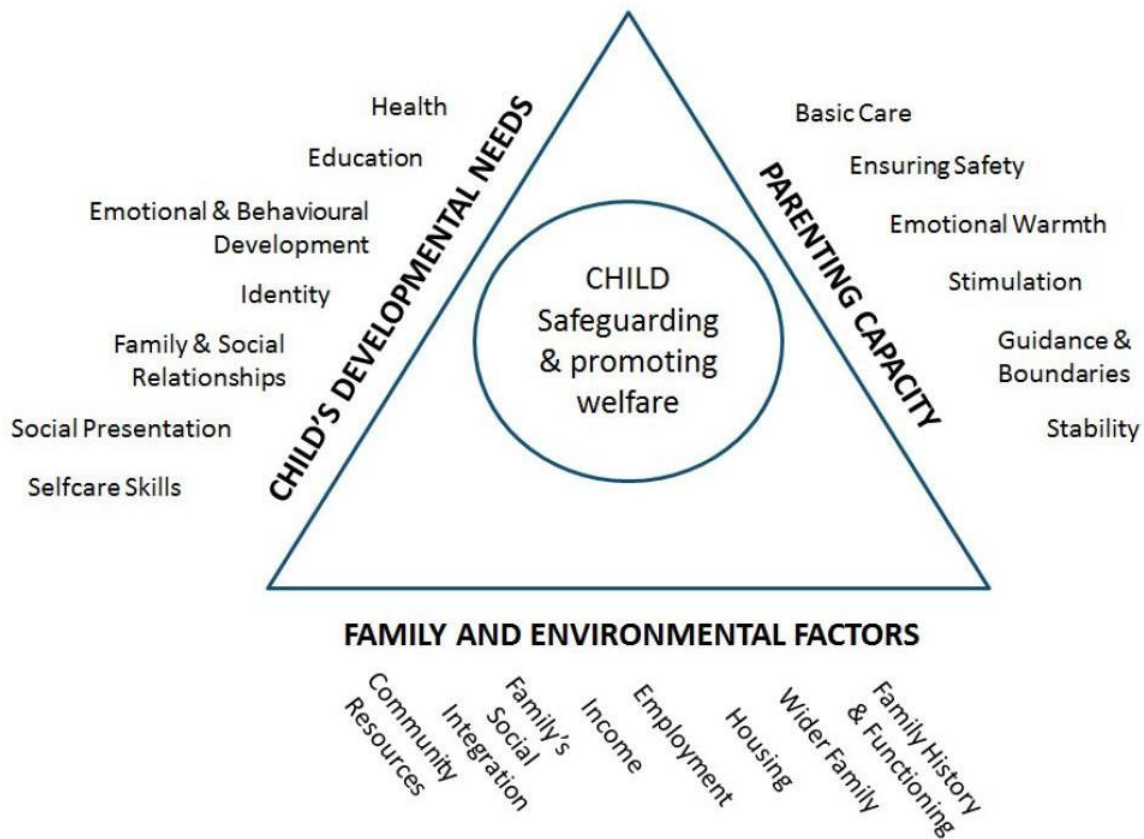 CHILD'S DEVELOPMENTAL NEEDS
Health
Education
Emotional & Behavioural
Development
Identity
Family & Social
Relationships
Social Presentation
Selfcare Skills
CHILD
Safeguarding
& promoting
welfare
PARENTING CAPACITY
Basic Care
Ensuring Safety
Emotional Warmth
Stimulation
Guidance &
Boundaries
Stability
FAMILY AND ENVIRONMENTAL FACTORS
Community
Resources
Family's
Social
Integration
Income
Employment
Housing
Wider Family
Family History
& Functioning